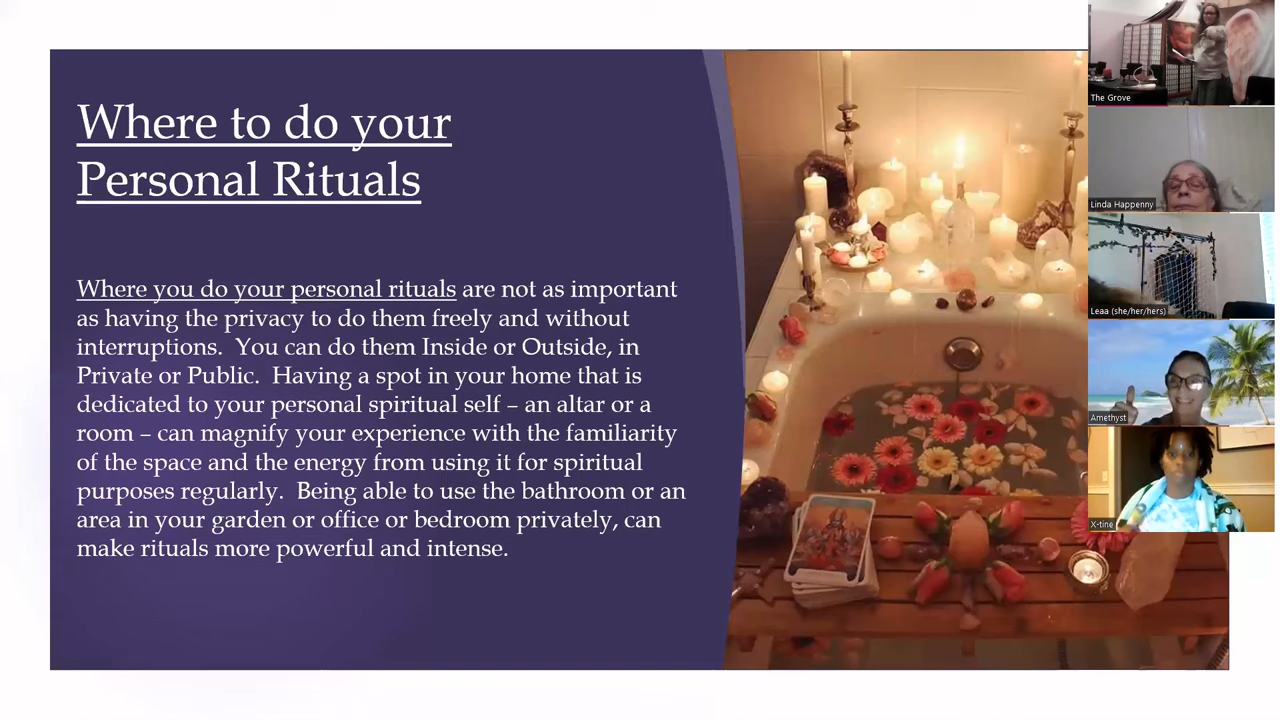 Where to do your
Personal Rituals
Where you do your personal rituals are not as important
as having the privacy to do them freely and without
interruptions.  You can do them Inside or Outside, in
Private or Public.  Having a spot in your home that is
dedicated to your personal spiritual self – an altar or a
room – can magnify your experience with the familiarity
of the space and the energy from using it for spiritual
purposes regularly.  Being able to use the bathroom or an
area in your garden or office or bedroom privately, can
make rituals more powerful and intense.
The Grove
Linda Happenny
Leaa (she/her/hers)
Amethyst
X-tine